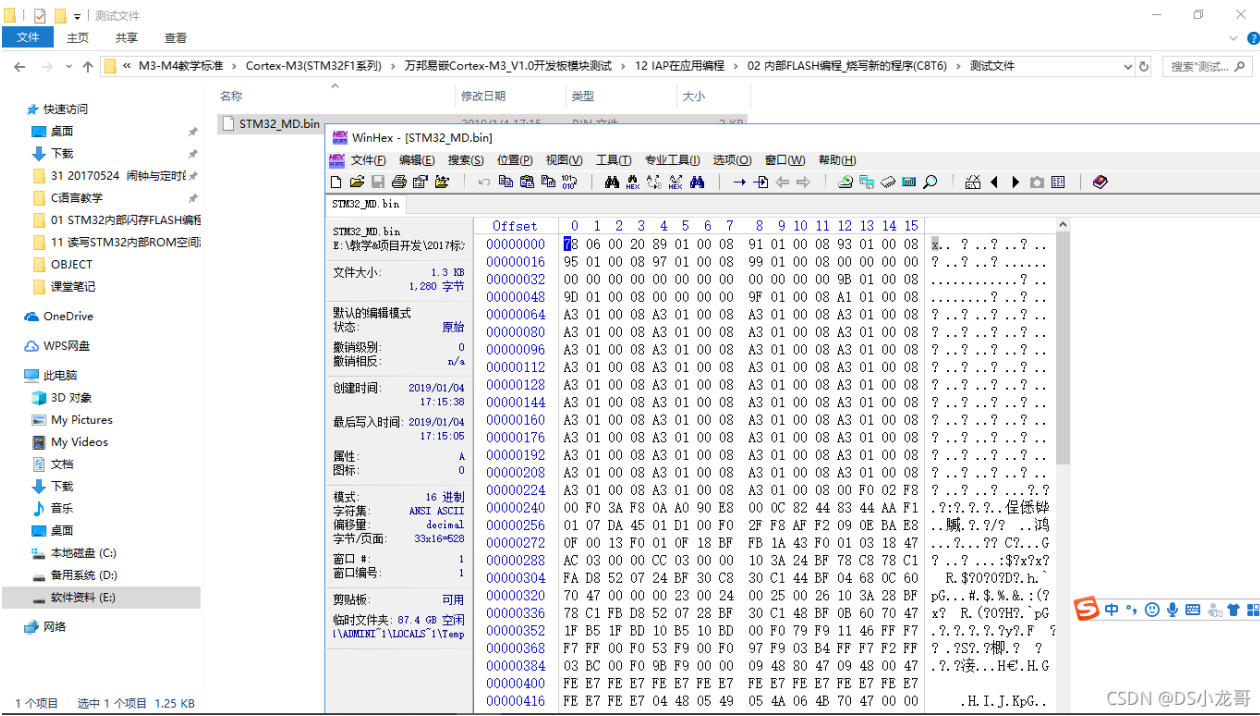 测试文件
文件 主页 共享 查看
« M3-M4教学标准 › Cortex-M3(STM32F1系列) › 万邦易嵌Cortex-M3_V1.0开发板模块测试 › 12 IAP在应用编程 › 02 内部FLASH编程_烧写新的程序(C8T6) › 测试文件
搜索"测试...
名称 修改日期 类型 大小
STM32_MD.bin
快速访问
桌面
下载
31 20170524 闹钟与定时
C语言教学
01 STM32内部闪存FLASH编程
11 读写STM32内部ROM空间
OBJECT
课堂笔记
OneDrive
WPS网盘
此电脑
3D 对象
My Pictures
My Videos
文档
下载
音乐
桌面
本地磁盘 (C:)
备用系统 (D:)
软件资料 (E:)
网络
1 个项目 选中 1 个项目 1.25 KB
WinHex - [STM32_MD.bin]
文件(F) 编辑(E) 搜索(S) 位置(P) 视图(V) 工具(T) 专业工具(I) 选项(O) 窗口(W) 帮助(H)
STM32_MD.bin
STM32_MD.bin
E:\教学&项目开发\2017标
文件大小: 1.3 KB
1,280 字节
默认的编辑模式
状态: 原始
撤销级别: 0
撤销相反: n/a
创建时间: 2019/01/04
17:15:38
最后写入时间: 2019/01/04
17:15:05
属性: A
图标: 0
模式: 16 进制
字符集: ANSI ASCII
偏移量: decimal
字节/页面: 33x16=528
窗口 #: 1
窗口编号: 1
剪贴板: 可用
临时文件夹: 87.4 GB 空闲
l\ADMINI~1\LOCALS~1\Temp
Offset 0 1 2 3 4 5 6 7 8 9 10 11 12 13 14 15
00000000 78 06 00 20 89 01 00 08 91 01 00 08 93 01 00 08 x.. ?..?..?..
00000016 95 01 00 08 97 01 00 08 99 01 00 08 00 00 00 00 ?..?..?......
00000032 00 00 00 00 00 00 00 00 00 00 00 00 9B 01 00 08 ............?..
00000048 9D 01 00 08 00 00 00 00 9F 01 00 08 A1 01 00 08
00000064 A3 01 00 08 A3 01 00 08 A3 01 00 08 A3 01 00 08 ?..?..?..?..
00000080 A3 01 00 08 A3 01 00 08 A3 01 00 08 A3 01 00 08 ?..?..?..?..
00000096 A3 01 00 08 A3 01 00 08 A3 01 00 08 A3 01 00 08 ?..?..?..?..
00000112 A3 01 00 08 A3 01 00 08 A3 01 00 08 A3 01 00 08 ?..?..?..?..
00000128 A3 01 00 08 A3 01 00 08 A3 01 00 08 A3 01 00 08 ?..?..?..?..
00000144 A3 01 00 08 A3 01 00 08 A3 01 00 08 A3 01 00 08 ?..?..?..?..
00000160 A3 01 00 08 A3 01 00 08 A3 01 00 08 A3 01 00 08 ?..?..?..?..
00000176 A3 01 00 08 A3 01 00 08 A3 01 00 08 A3 01 00 08 ?..?..?..?..
00000192 A3 01 00 08 A3 01 00 08 A3 01 00 08 A3 01 00 08 ?..?..?..?..
00000208 A3 01 00 08 A3 01 00 08 A3 01 00 08 A3 01 00 08 ?..?..?..?..
00000224 A3 01 00 08 A3 01 00 08 A3 01 00 08 00 F0 02 F8 ?..?..?...?.?
00000240 00 F0 3A F8 0A A0 90 E8 00 0C 82 44 83 44 AA F1
00000256 01 07 DA 45 01 D1 00 F0 2F F8 AF F2 09 0E BA E8
00000272 0F 00 13 F0 01 0F 18 BF FB 1A 43 F0 01 03 18 47
00000288 AC 03 00 00 CC 03 00 00 10 3A 24 BF 78 C8 78 C1 ?..?...:$?x?x?
00000304 FA D8 52 07 24 BF 30 C8 30 C1 44 BF 04 68 0C 60 R.$?0?0?D?.h.`
00000320 70 47 00 00 00 23 00 24 00 25 00 26 10 3A 28 BF pG...#.$.%.&.:(?
00000336 78 C1 FB D8 52 07 28 BF 30 C1 48 BF 0B 60 70 47 x? R.(?0?H?.`pG
00000352 1F B5 1F BD 10 B5 10 BD 00 F0 79 F9 11 46 FF F7 .?.?.?.?.?y?.F ?
00000368 F7 FF 00 F0 53 F9 00 F0 97 F9 03 B4 FF F7 F2 FF
00000384 03 BC 00 F0 9B F9 00 00 09 48 80 47 09 48 00 47
00000400 FE E7 FE E7 FE E7 FE E7 FE E7 FE E7 FE E7 FE E7
00000416 FE E7 FE E7 04 48 05 49 05 4A 06 4B 70 47 00 00 .H.I.J.KpG..
中
CSDN @DS小龙哥